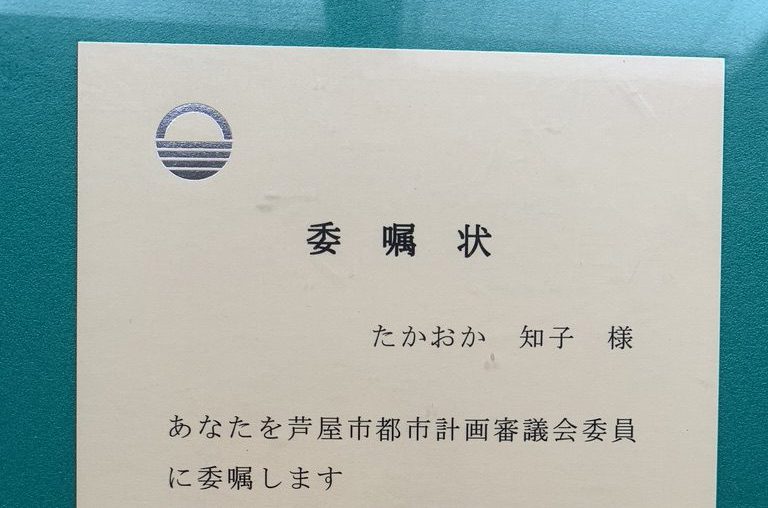 委嘱状
たかおか 知子 様
あなたを芦屋市都市計画審議会委員
に委嘱します